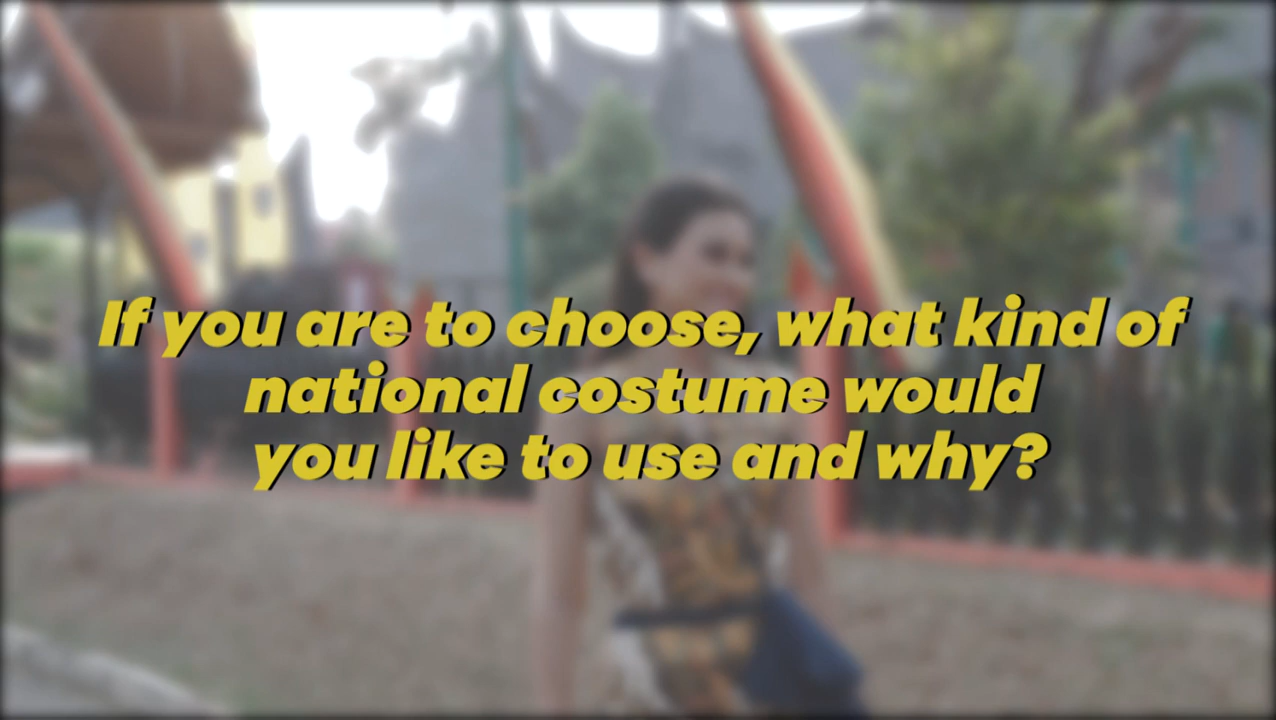 If you are to choose, what kind of
national costume would
you like to use and why?